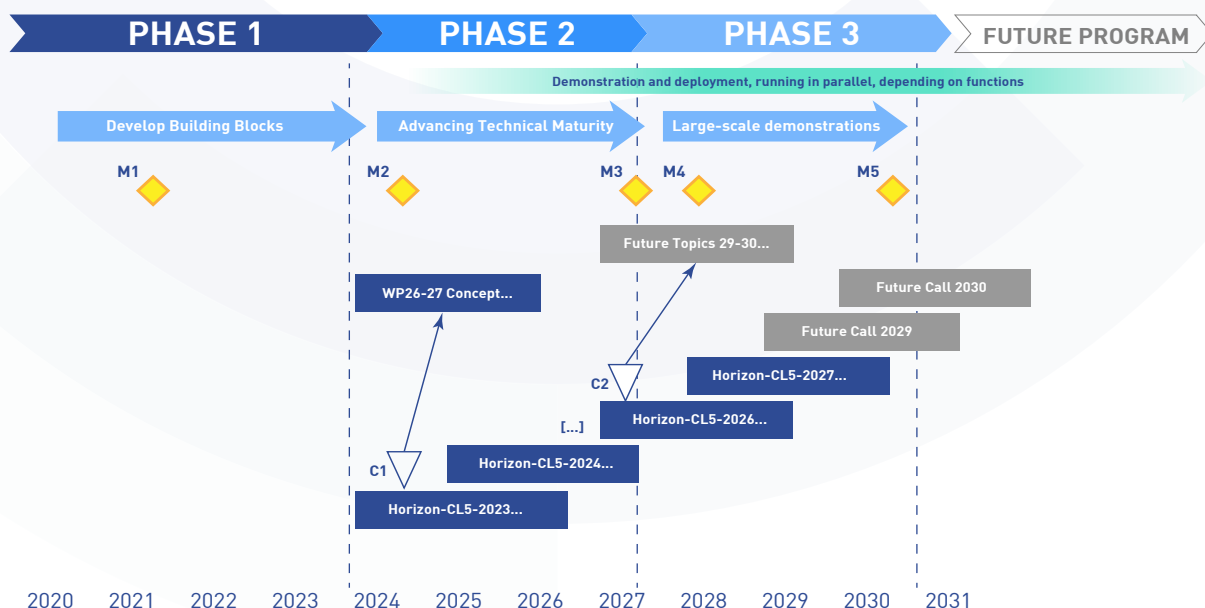 PHASE 1
PHASE 2
PHASE 3
FUTURE PROGRAM
Demonstration and deployment, running in parallel, depending on functions
Develop Building Blocks
Advancing Technical Maturity
Large-scale demonstrations
M1
M2
M3
M4
M5
Future Topics 29-30...
WP26-27 Concept...
Future Call 2030
Future Call 2029
Horizon-CL5-2027...
C2
Horizon-CL5-2026...
[...]
Horizon-CL5-2024...
C1
Horizon-CL5-2023...
2020
2021
2022
2023
2024
2025
2026
2027
2028
2029
2030
2031